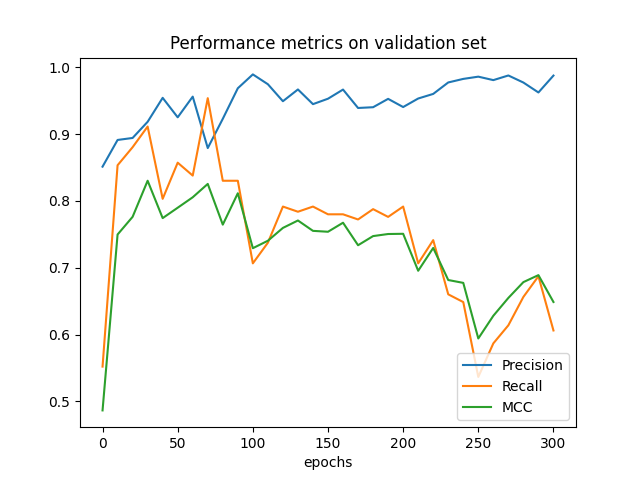 Performance metrics on validation set
1.0
0.9
0.8
0.7
0.6
0.5
Precision
Recall
MCC
0 50 100 150 200 250 300
epochs